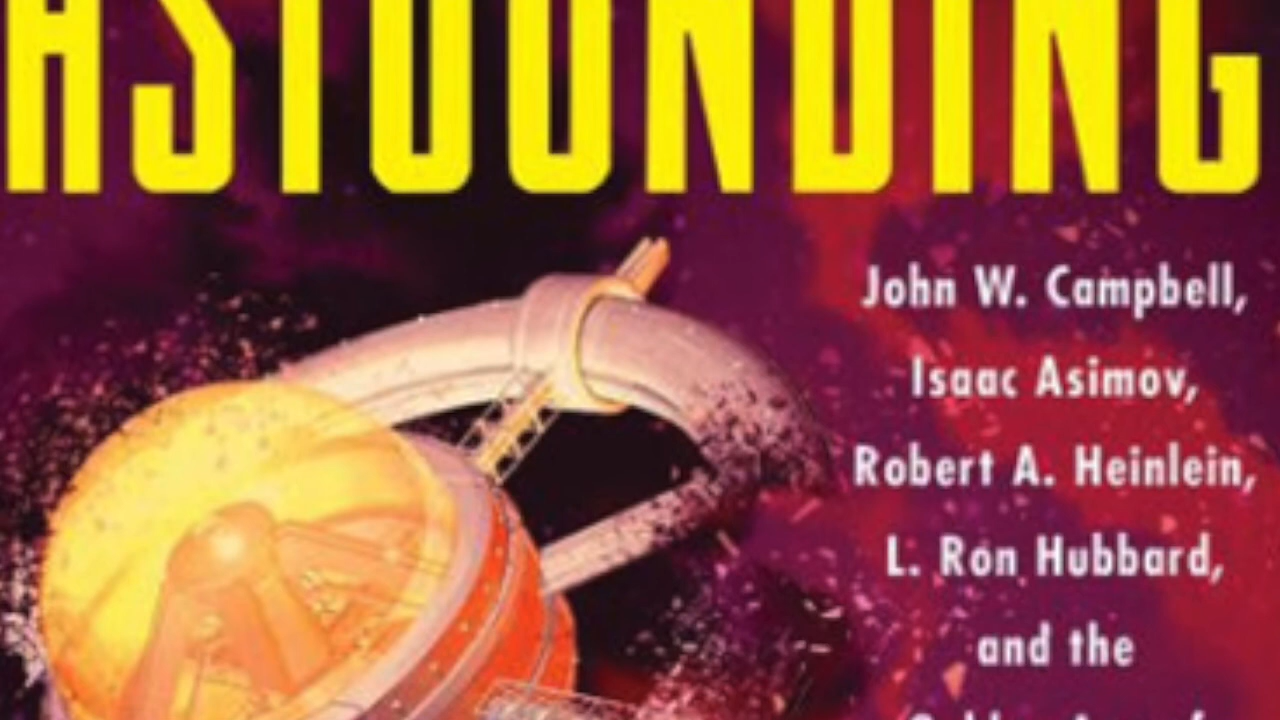 ASTOUNDING
John W. Campbell,
Isaac Asimov,
Robert A. Heinlein,
L. Ron Hubbard,
and the